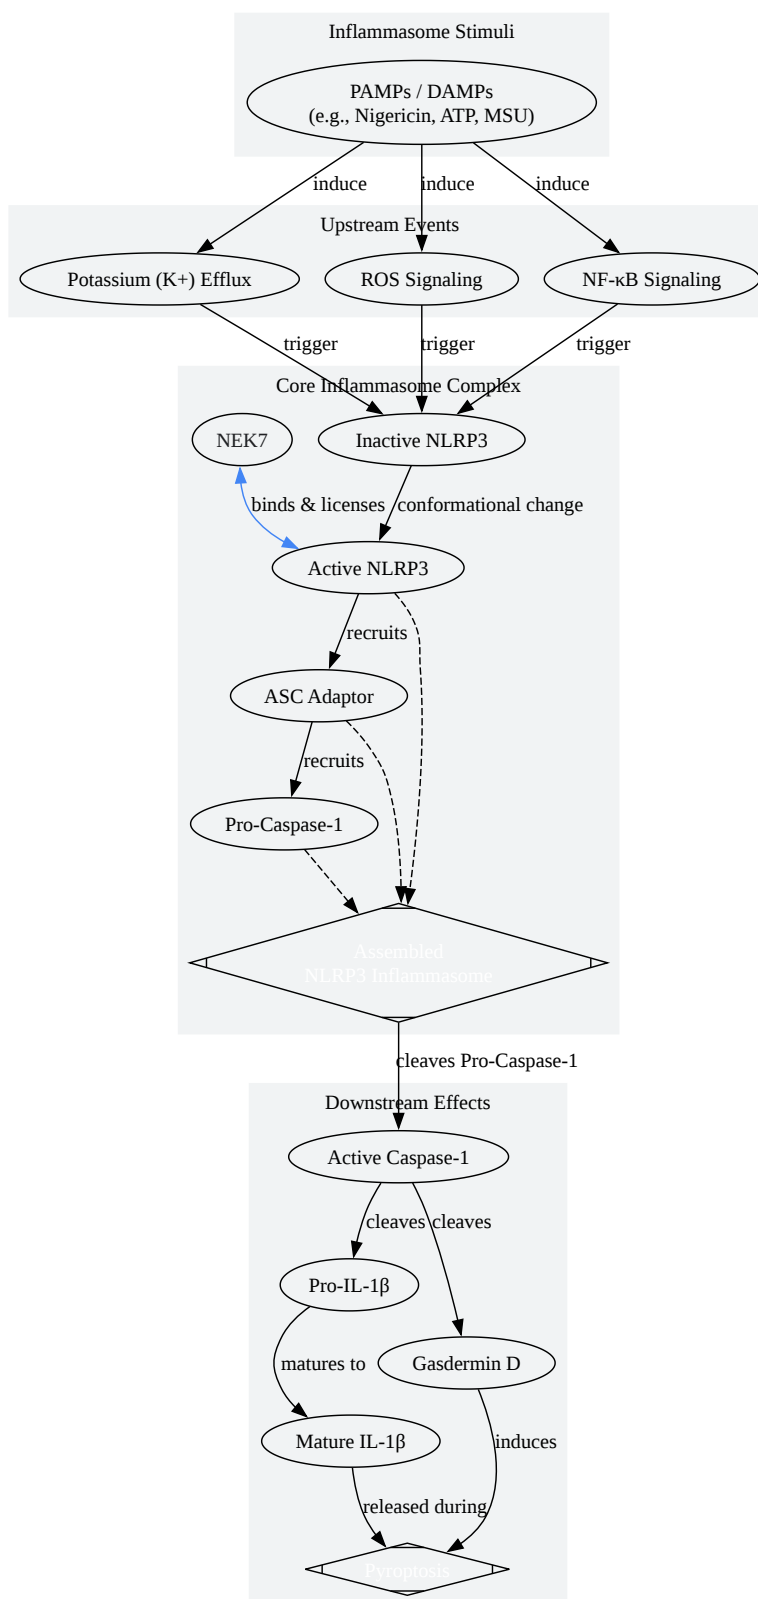 Inflammasome Stimuli
PAMPs / DAMPs
(e.g., Nigericin, ATP, MSU)
induce
induce
induce
Upstream Events
Potassium (K+) Efflux
ROS Signaling
NF-κB Signaling
trigger
trigger
trigger
Core Inflammasome Complex
NEK7
Inactive NLRP3
binds & licenses
conformational change
Active NLRP3
recruits
ASC Adaptor
recruits
Pro-Caspase-1
Assembled
NLRP3 Inflammasome
cleaves Pro-Caspase-1
Downstream Effects
Active Caspase-1
cleaves
cleaves
Pro-IL-1β
matures to
Gasdermin D
Mature IL-1β
induces
released during
Pyroptosis